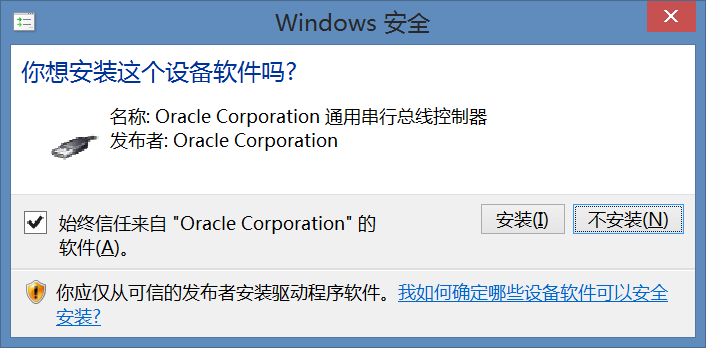 Windows 安全
你想安装这个设备软件吗?
名称: Oracle Corporation 通用串行总线控制器
发布者: Oracle Corporation
始终信任来自 "Oracle Corporation" 的
软件(A)。
安装(I)
不安装(N)
你应仅从可信的发布者安装驱动程序软件。我如何确定哪些设备软件可以安全
安装?